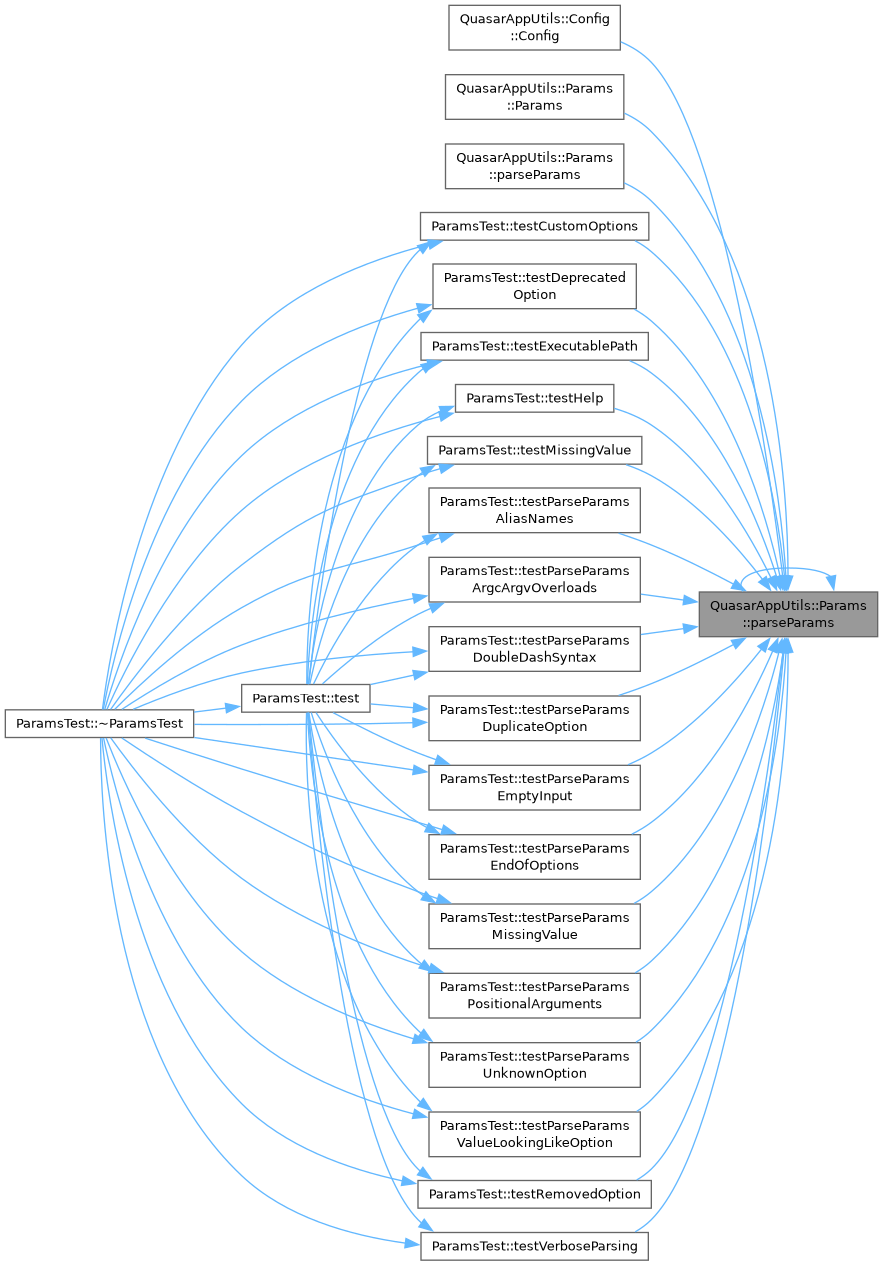 QuasarAppUtils::Config
::Config
QuasarAppUtils::Params
::Params
QuasarAppUtils::Params
::parseParams
ParamsTest::testCustomOptions
ParamsTest::testDeprecated
Option
ParamsTest::testExecutablePath
ParamsTest::testHelp
ParamsTest::testMissingValue
ParamsTest::testParseParams
AliasNames
ParamsTest::testParseParams
ArgcArgvOverloads
QuasarAppUtils::Params
::parseParams
ParamsTest::testParseParams
DoubleDashSyntax
ParamsTest::test
ParamsTest::~ParamsTest
ParamsTest::testParseParams
DuplicateOption
ParamsTest::testParseParams
EmptyInput
ParamsTest::testParseParams
EndOfOptions
ParamsTest::testParseParams
MissingValue
ParamsTest::testParseParams
PositionalArguments
ParamsTest::testParseParams
UnknownOption
ParamsTest::testParseParams
ValueLookingLikeOption
ParamsTest::testRemovedOption
ParamsTest::testVerboseParsing